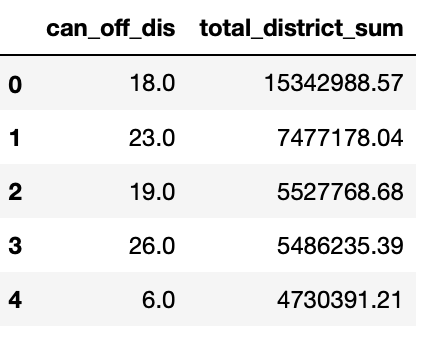 can_off_dis total_district_sum
0 18.0 15342988.57
1 23.0 7477178.04
2 19.0 5527768.68
3 26.0 5486235.39
4 6.0 4730391.21